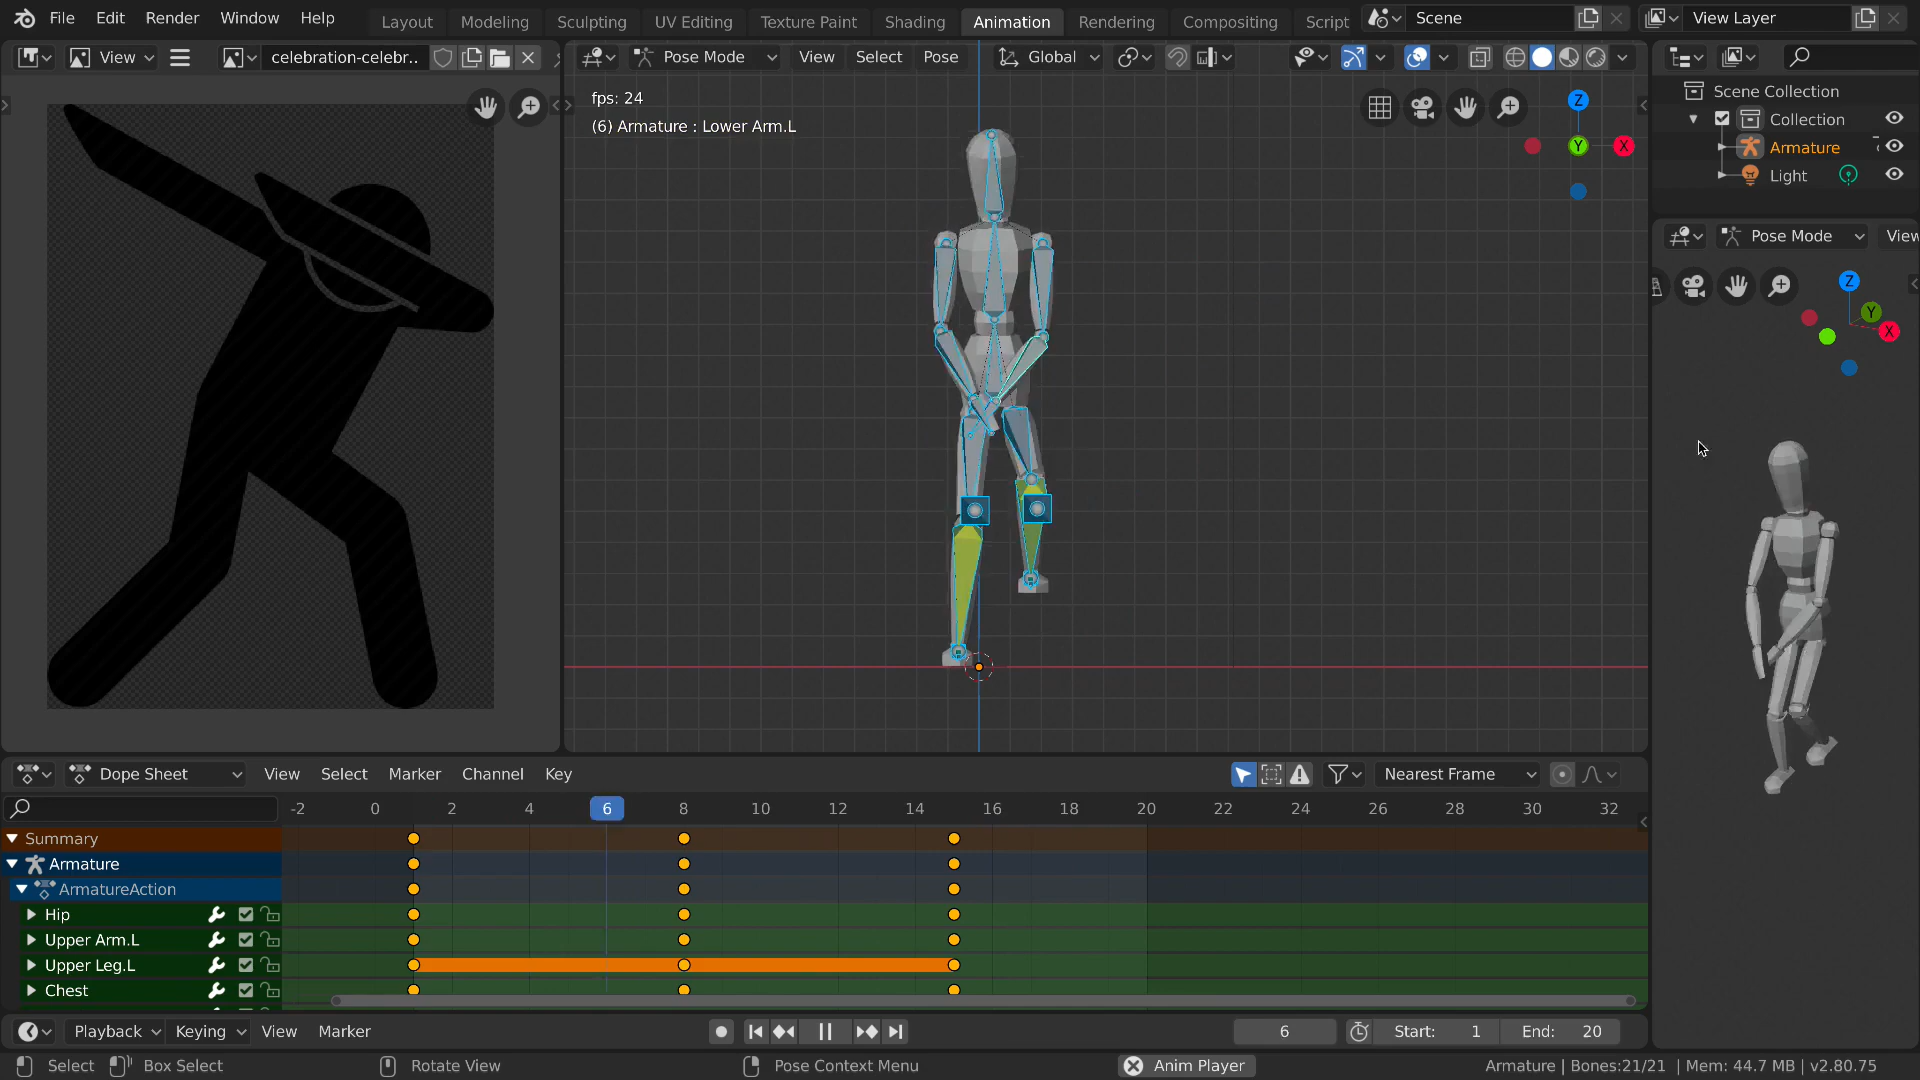 File Edit Render Window Help Layout Modeling Sculpting UV Editing Texture Paint Shading Animation Rendering Compositing Script Scene View Layer
View celebration-celebr.. Pose Mode View Select Pose Global
fps: 24
(6) Armature : Lower Arm.L
Z
Y
X
Scene Collection
Collection
Armature
Light
Pose Mode View
Z
Y
X
Dope Sheet View Select Marker Channel Key Nearest Frame
-2 0 2 4 6 8 10 12 14 16 18 20 22 24 26 28 30 32
Summary
Armature
ArmatureAction
Hip
Upper Arm.L
Upper Leg.L
Chest
Playback Keying View Marker 6 Start: 1 End: 20
Select Box Select Rotate View Pose Context Menu Anim Player Armature | Bones:21/21 | Mem: 44.7 MB | v2.80.75